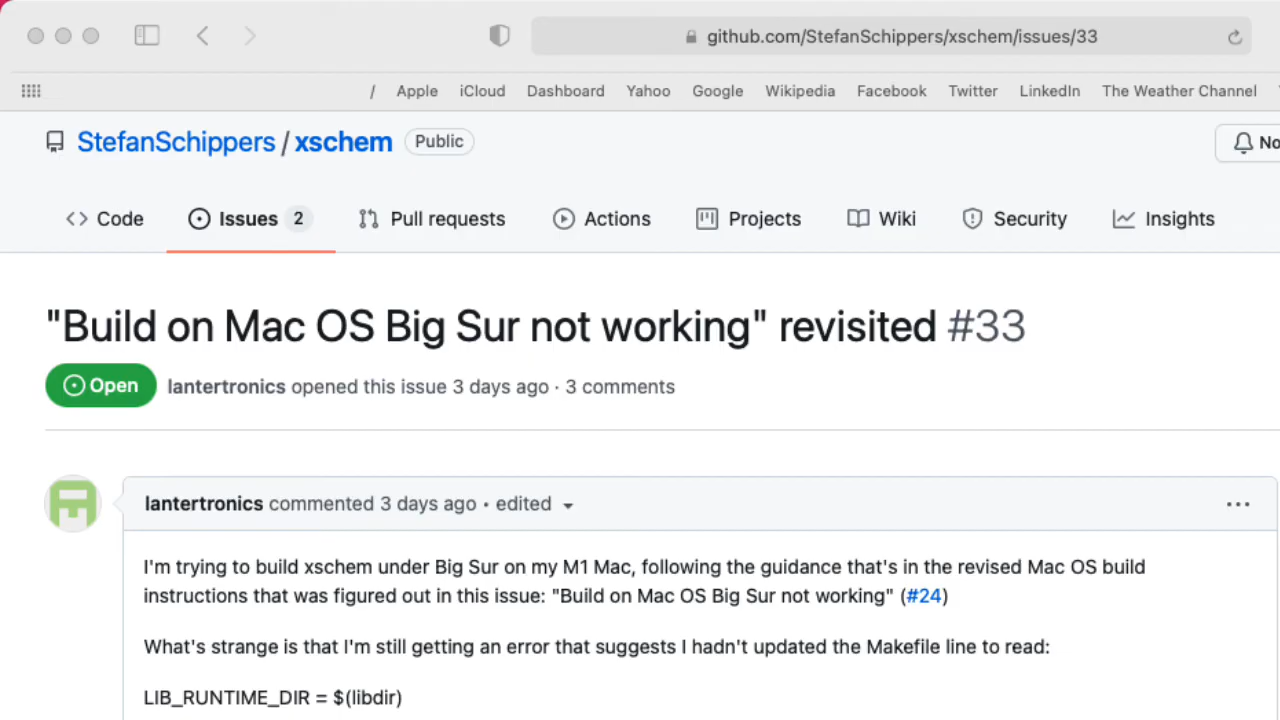 github.com/StefanSchippers/xschem/issues/33
/ Apple iCloud Dashboard Yahoo Google Wikipedia Facebook Twitter LinkedIn The Weather Channel
StefanSchippers / xschem Public
No
Code Issues 2 Pull requests Actions Projects Wiki Security Insights
"Build on Mac OS Big Sur not working" revisited #33
Open lantertronics opened this issue 3 days ago · 3 comments
lantertronics commented 3 days ago • edited
I'm trying to build xschem under Big Sur on my M1 Mac, following the guidance that's in the revised Mac OS build
instructions that was figured out in this issue: "Build on Mac OS Big Sur not working" (#24)
What's strange is that I'm still getting an error that suggests I hadn't updated the Makefile line to read:
LIB_RUNTIME_DIR = $(libdir)